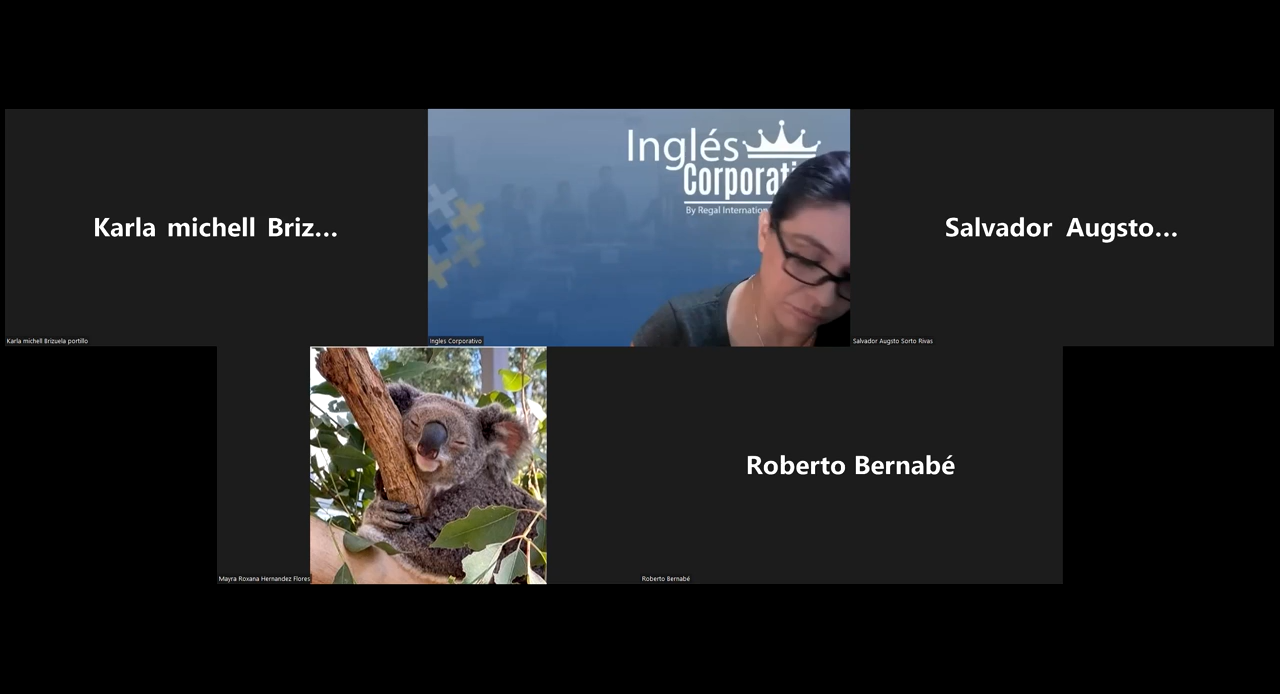 Karla michell Briz...
Karla michell Brizuela portillo
Inglés
Corporati
By Regal Internation
Ingles Corporativo
Salvador Augsto...
Salvador Augsto Sorto Rivas
Mayra Roxana Hernandez Flores
Roberto Bernabé
Roberto Bernabé